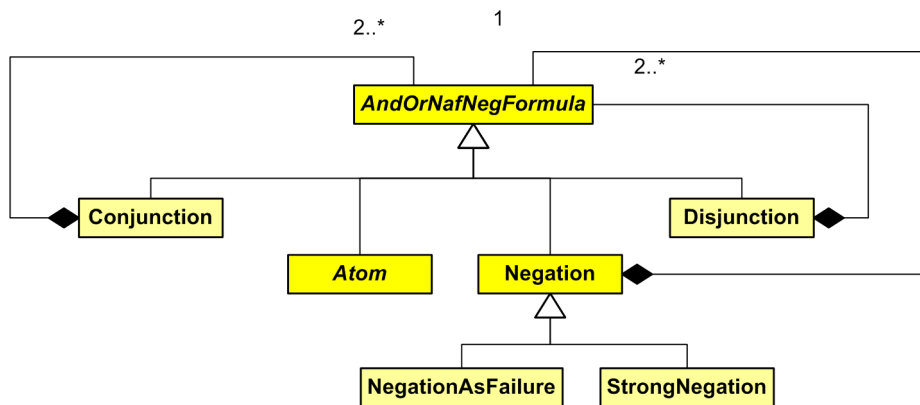 1
2..*
2..*
AndOrNafNegFormula
Conjunction
Disjunction
Atom
Negation
NegationAsFailure
StrongNegation